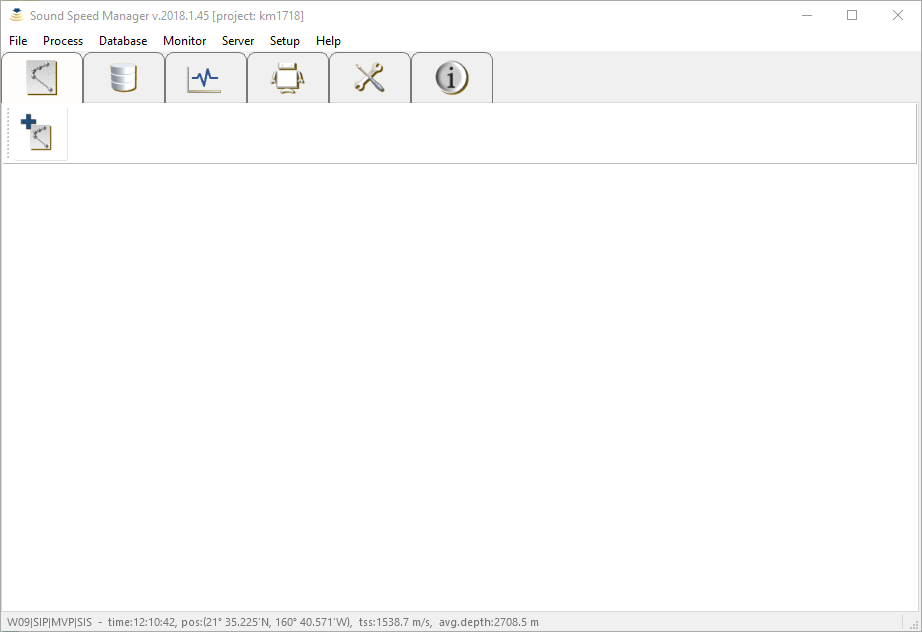 Sound Speed Manager v.2018.1.45 [project: km1718]
File Process Database Monitor Server Setup Help
W09|SIP|MVP|SIS - time:12:10:42, pos:(21° 35.225'N, 160° 40.571'W), tss:1538.7 m/s, avg.depth:2708.5 m